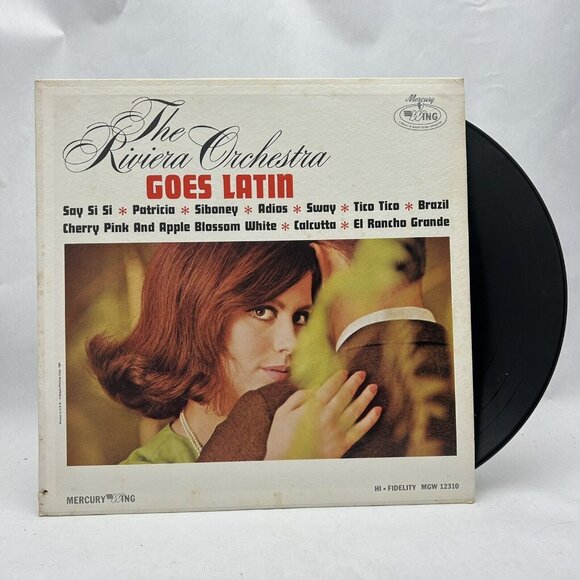 The
Riviera Orchestra
GOES LATIN
Mercury
WING
Say Si Si * Patricia * Siboney * Adios * Sway * Tico Tico * Brazil
Cherry Pink And Apple Blossom White * Calcutta * El Rancho Grande
MERCURY WING
HI • FIDELITY MGW 12310